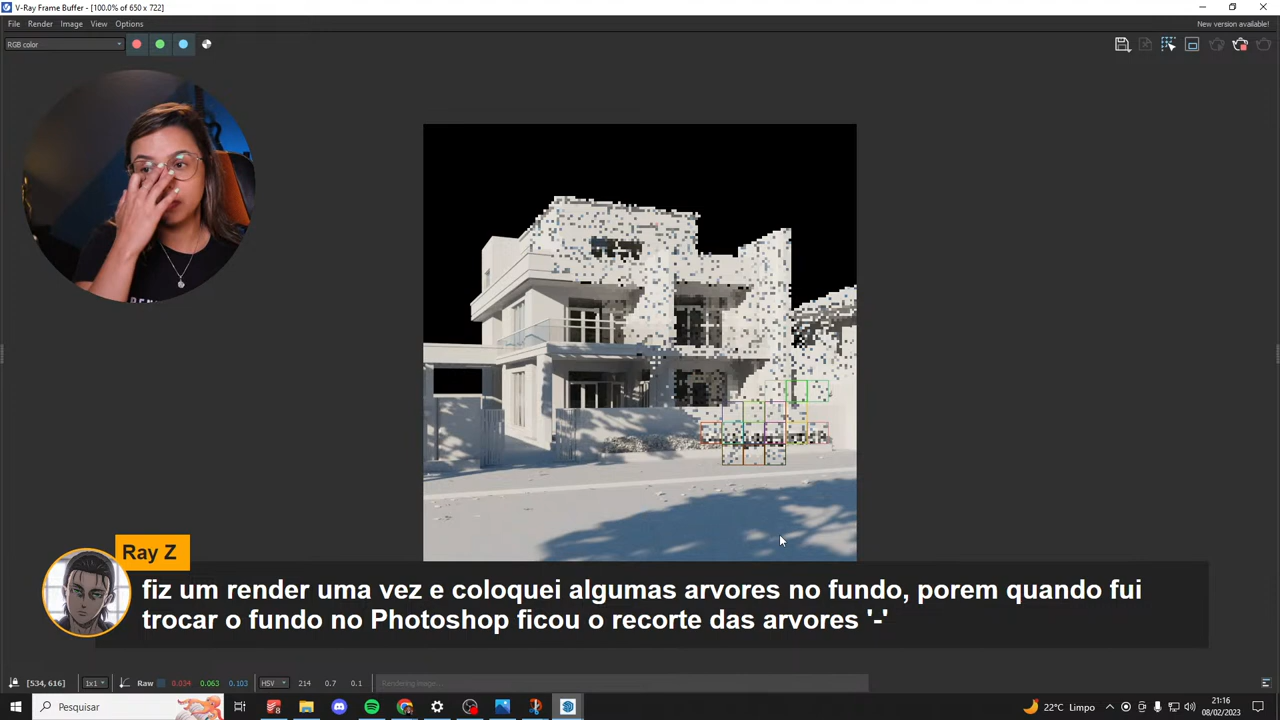 V-Ray Frame Buffer - [100.0% of 650 x 722]
File Render Image View Options
New version available!
RGB color
Ray Z
fiz um render uma vez e coloquei algumas arvores no fundo, porem quando fui
trocar o fundo no Photoshop ficou o recorte das arvores '-'
[534, 616] 1x1 Raw 0.034 0.063 0.103 HSV 214 0.7 0.1 Rendering image...
Pesquisar
22°C Limpo
21:16
08/02/2023